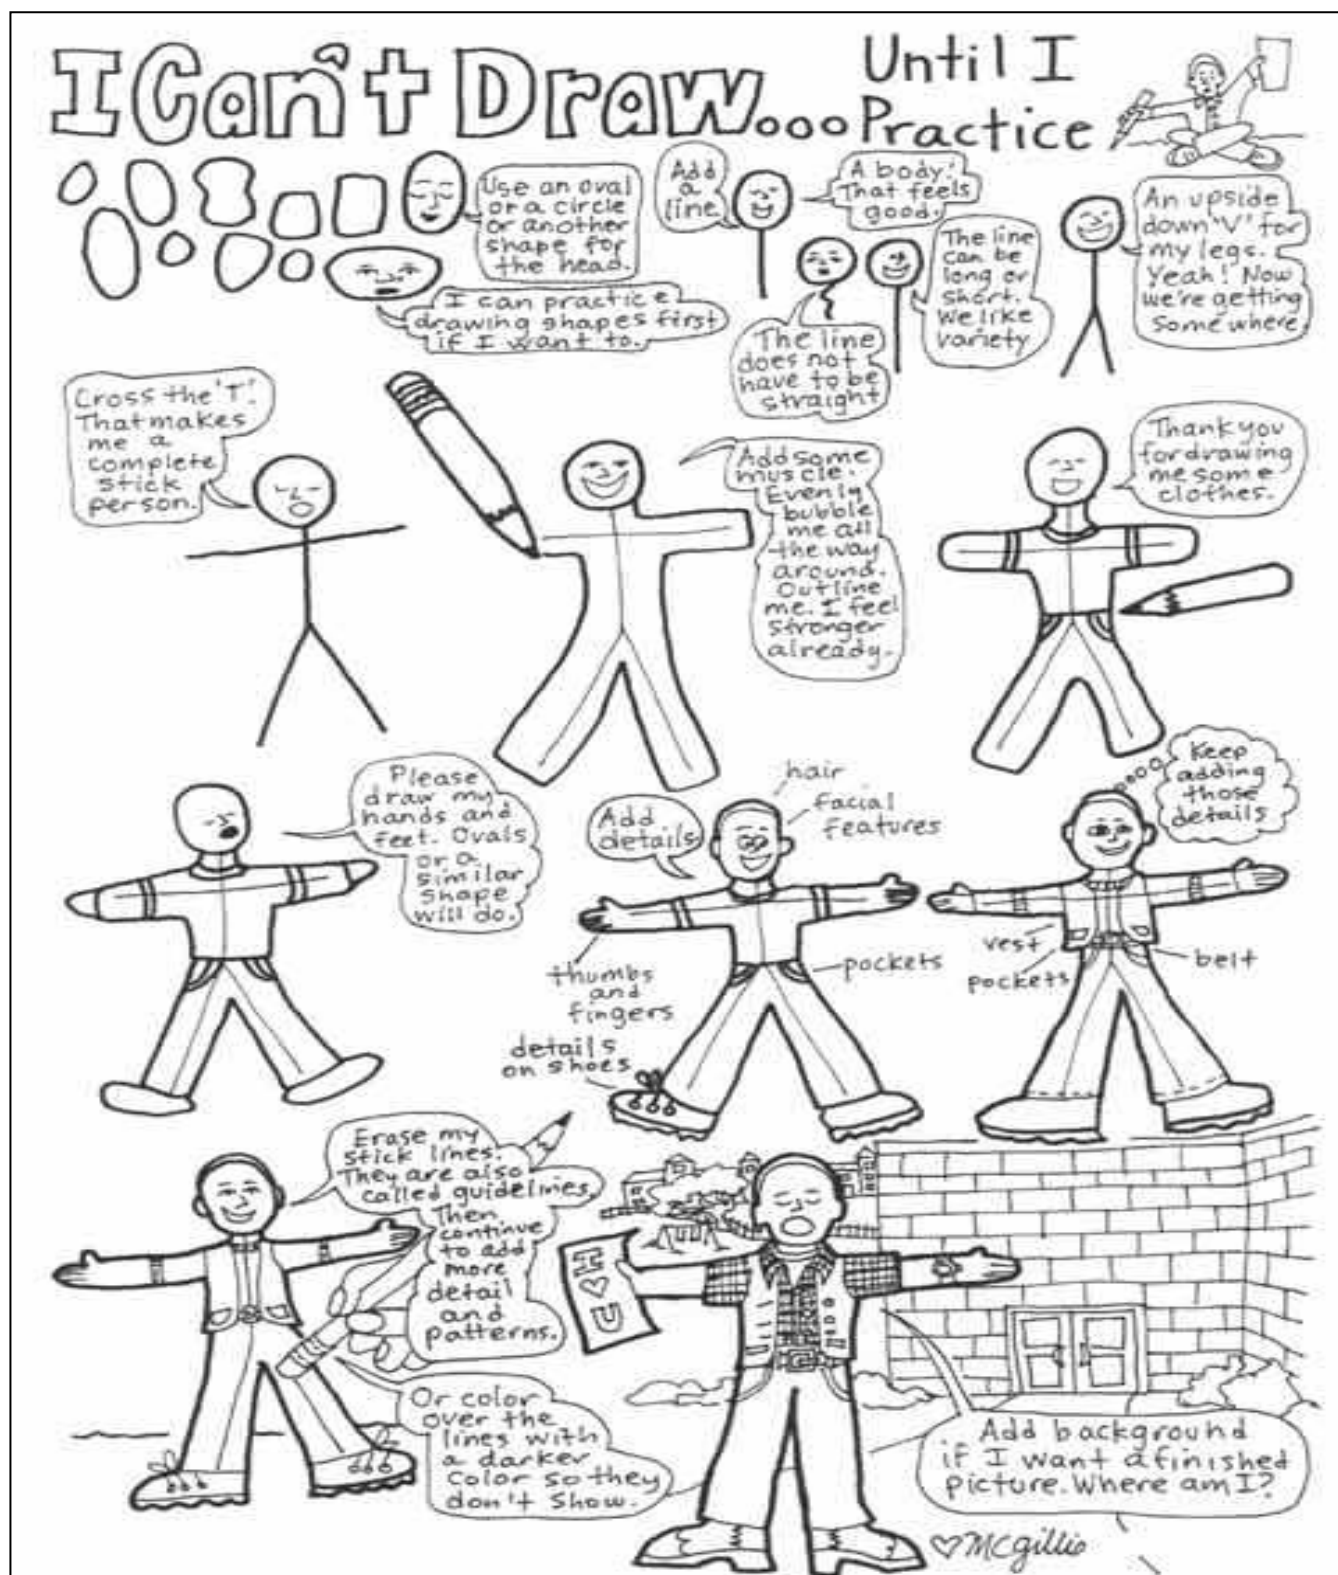 I Can't Draw...
Until I
Practice
Use an oval
or a circle
or another
shape for
the head.
I can practice
drawing shapes first
if I want to.
Add
a
line
A body!
That feels
good.
The line
does not
have to be
straight
The line
can be
long or
short.
We like
variety
An upside
down 'V' for
my legs.
Yeah! Now
we're getting
some where.
Cross the 'T'.
That makes
me a
complete
stick
person.
Add some
muscle.
Evenly
bubble
me all
the way
around.
Outline
me. I feel
stronger
already.
Thank you
for drawing
me some
clothes.
Please
draw my
hands and
feet. Ovals
or a
similar
shape
will do.
Add
details
hair
facial
features
thumbs
and
fingers
pockets
details
on shoes
Keep
adding
those
details
vest
pockets
belt
Erase my
stick lines.
They are also
called guidelines.
Then
continue
to add
more
detail
and
patterns.
Or color
over the
lines with
a darker
color so they
don't show.
I ♡ U
Add background
if I want a finished
picture. Where am I?
♡ McGillis